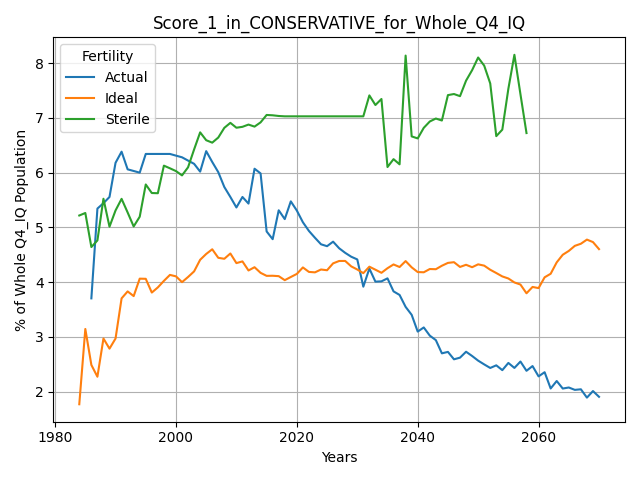 Score_1_in_CONSERVATIVE_for_Whole_Q4_IQ
Fertility
Actual
Ideal
Sterile
% of Whole Q4_IQ Population
8
7
6
5
4
3
2
1980
2000
2020
2040
2060
Years